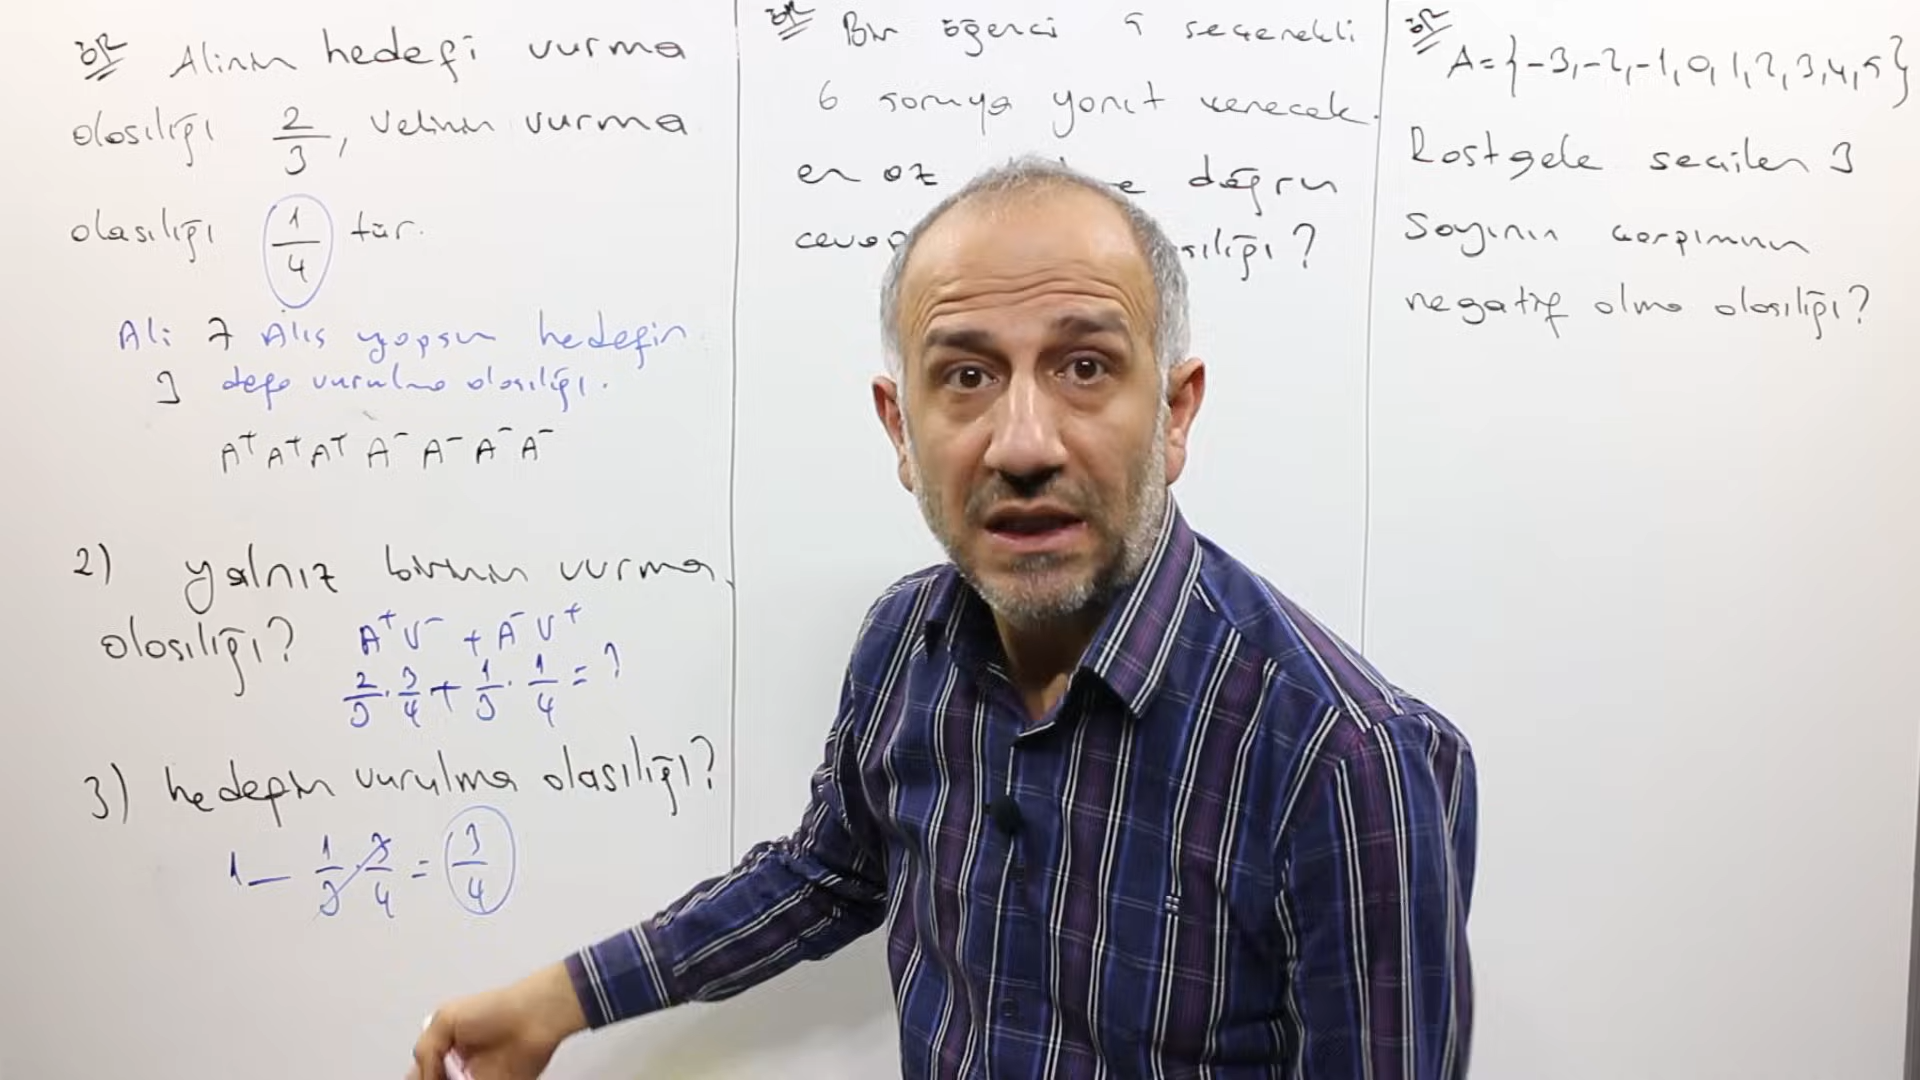 ör Alinin hedefi vurma
olasılığı 2/3, velinin vurma
olasılığı 1/4 tür.
Ali 7 Atış yapsın hedefin
3 defa vurulma olasılığı.
A⁺ A⁺ A⁺ A⁻ A⁻ A⁻ A⁻
2) yalnız birinin vurma
olasılığı? A⁺V⁻ + A⁻V⁺
2/3 . 3/4 + 1/3 . 1/4 = ?
3) hedefin vurulma olasılığı?
1 - 1/3 . 3/4 = 3/4
ör Bir öğenci 5 seçenekli
6 soruya yanıt verecek.
en az doğru
?
ör A={-3,-2,-1,0,1,2,3,4,5}
Rastgele seçilen 3
Sayının çarpımının
negatif olma olasılığı?